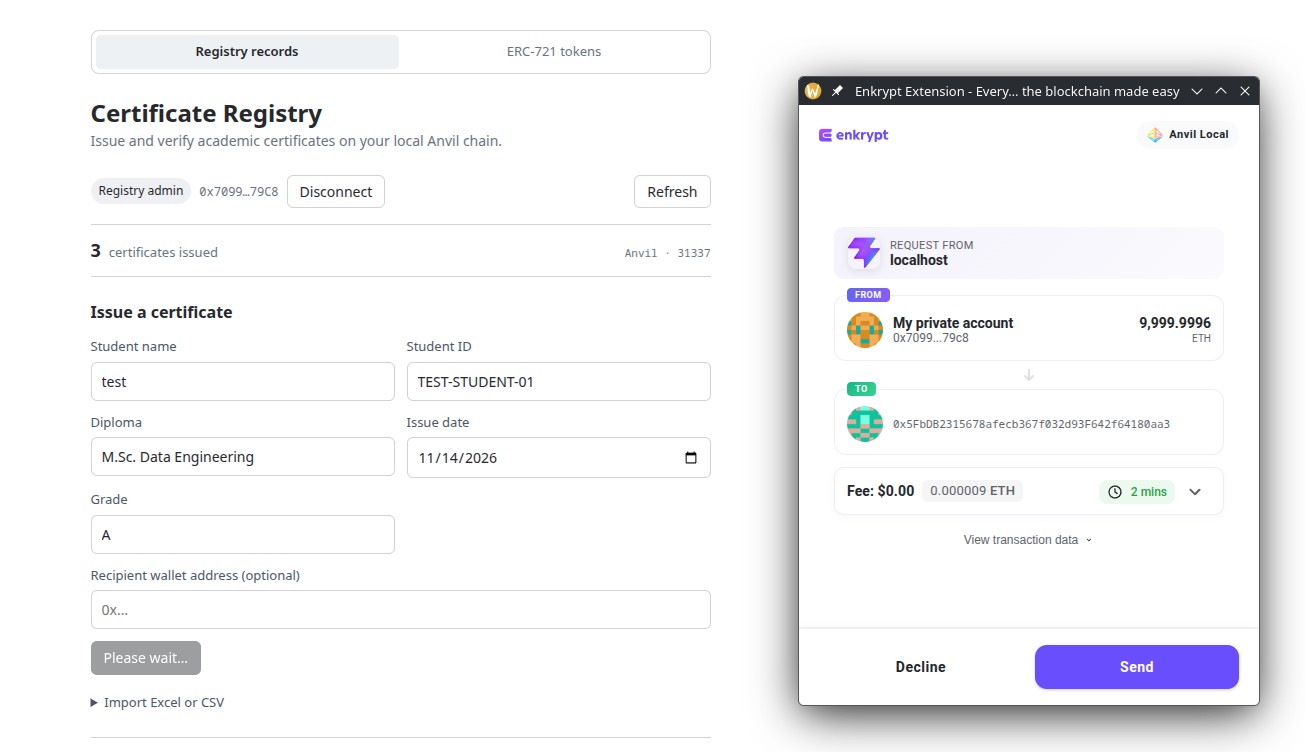 Registry records
ERC-721 tokens
Certificate Registry
Issue and verify academic certificates on your local Anvil chain.
Registry admin 0x7099…79C8 Disconnect Refresh
3 certificates issued Anvil · 31337
Issue a certificate
Student name
Student ID
test
TEST-STUDENT-01
Diploma
Issue date
M.Sc. Data Engineering
11/14/2026
Grade
A
Recipient wallet address (optional)
0x...
Please wait...
Import Excel or CSV
Enkrypt Extension - Every... the blockchain made easy
enkrypt
Anvil Local
REQUEST FROM
localhost
FROM
My private account 9,999.9996
0x7099...79c8 ETH
TO
0x5FbDB2315678afecb367f032d93F642f64180aa3
Fee: $0.00 0.000009 ETH 2 mins
View transaction data
Decline Send